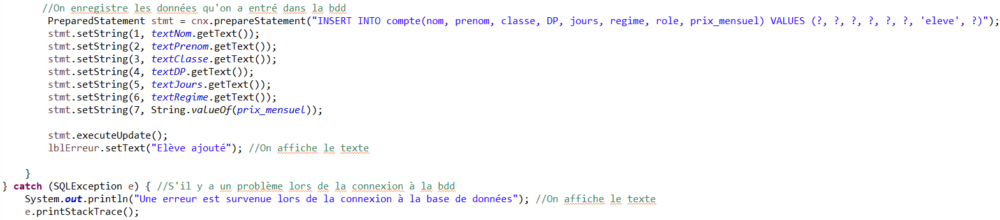 //On enregistre les données qu'on a entré dans la bdd
PreparedStatement stmt = cnx.prepareStatement("INSERT INTO compte(nom, prenom, classe, DP, jours, regime, role, prix_mensuel) VALUES (?, ?, ?, ?, ?, ?, 'eleve', ?)");
stmt.setString(1, textNom.getText());
stmt.setString(2, textPrenom.getText());
stmt.setString(3, textClasse.getText());
stmt.setString(4, textDP.getText());
stmt.setString(5, textJours.getText());
stmt.setString(6, textRegime.getText());
stmt.setString(7, String.valueOf(prix_mensuel));
stmt.executeUpdate();
lblErreur.setText("Elève ajouté"); //On affiche le texte
}
} catch (SQLException e) { //S'il y a un problème lors de la connexion à la bdd
System.out.println("Une erreur est survenue lors de la connexion à la base de données"); //On affiche le texte
e.printStackTrace();